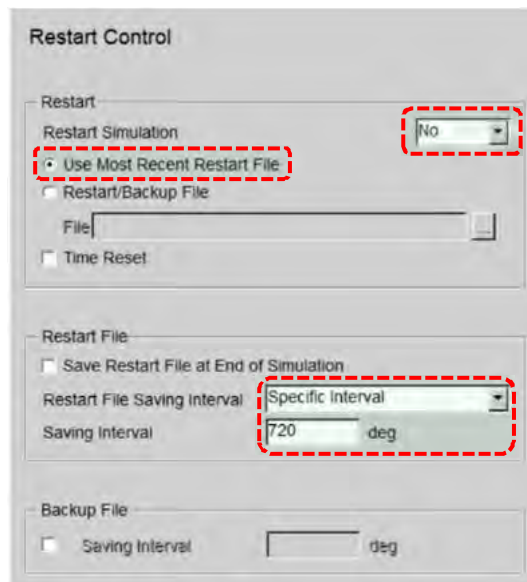 Restart Control
Restart
Restart Simulation No
Use Most Recent Restart File
Restart/Backup File
File ...
Time Reset
Restart File
Save Restart File at End of Simulation
Restart File Saving Interval Specific Interval
Saving Interval 720 deg
Backup File
Saving Interval deg